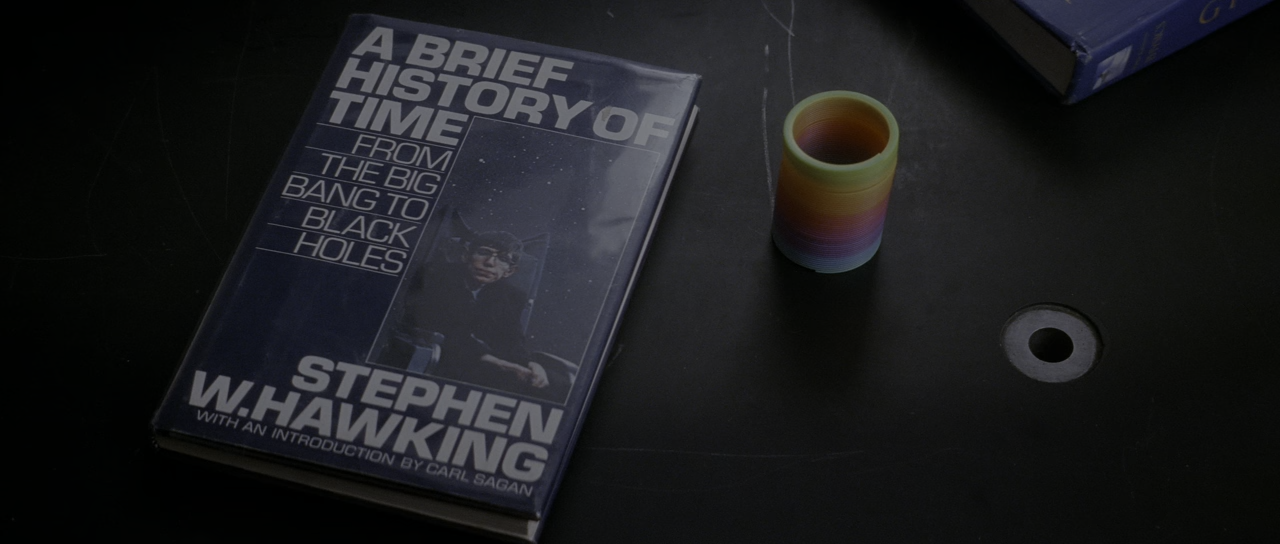 A BRIEF
HISTORY OF
TIME
FROM
THE BIG
BANG TO
BLACK
HOLES
STEPHEN
W.HAWKING
WITH AN INTRODUCTION BY CARL SAGAN